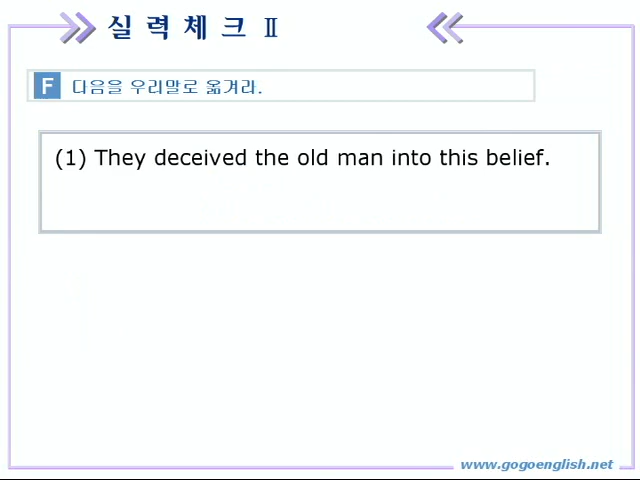 실력체크 Ⅱ
F 다음을 우리말로 옮겨라.
(1) They deceived the old man into this belief.
www.gogoenglish.net